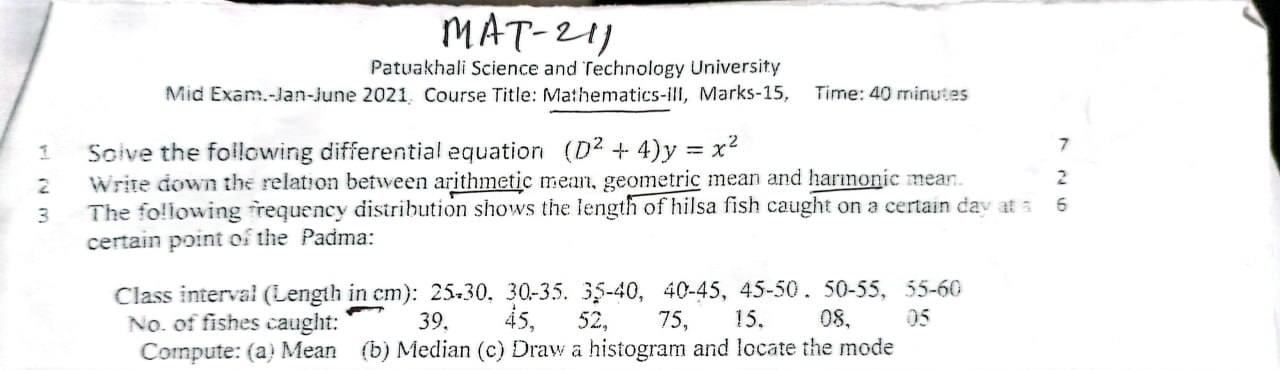 MAT-211
Patuakhali Science and Technology University
Mid Exam.-Jan-June 2021, Course Title: Mathematics-III, Marks-15, Time: 40 minutes
1 Solve the following differential equation (D² + 4)y = x² 7
2 Write down the relation between arithmetic mean, geometric mean and harmonic mean. 2
3 The following frequency distribution shows the length of hilsa fish caught on a certain day at a 6
certain point of the Padma:
Class interval (Length in cm): 25-30, 30-35, 35-40, 40-45, 45-50, 50-55, 55-60
No. of fishes caught: 39, 45, 52, 75, 15, 08, 05
Compute: (a) Mean (b) Median (c) Draw a histogram and locate the mode